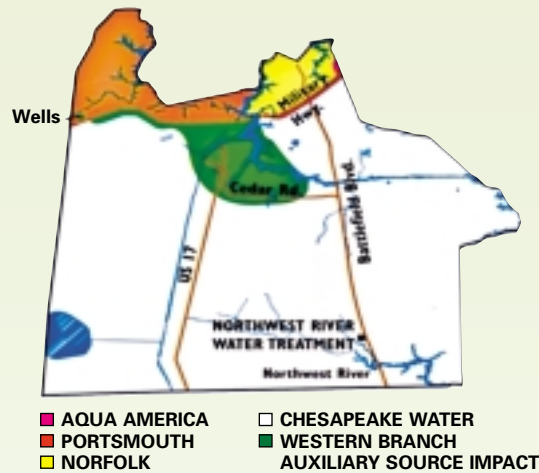 Military
Hwy.
Wells
Cedar Rd.
Battlefield Blvd.
US 17
NORTHWEST RIVER
WATER TREATMENT
Northwest River
AQUA AMERICA
PORTSMOUTH
NORFOLK
CHESAPEAKE WATER
WESTERN BRANCH
AUXILIARY SOURCE IMPACT